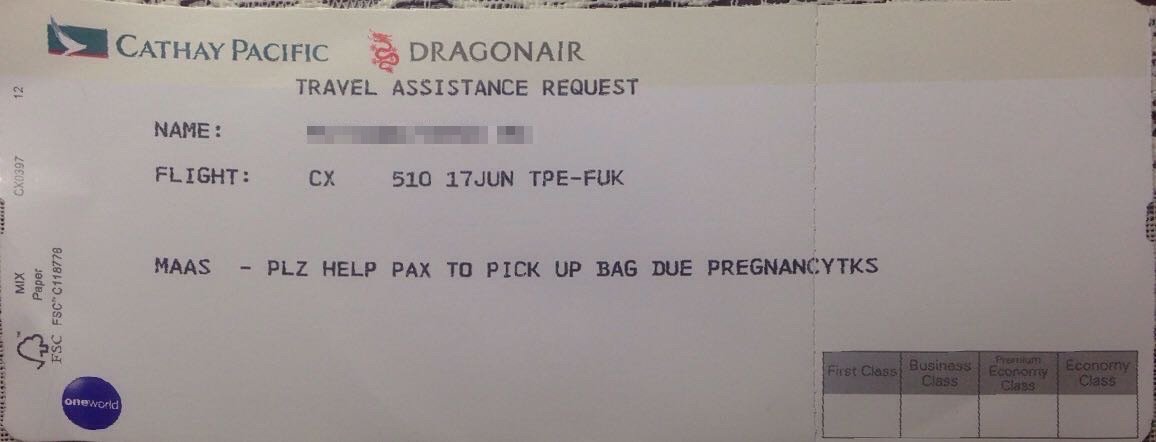 CATHAY PACIFIC DRAGONAIR
TRAVEL ASSISTANCE REQUEST
NAME:
FLIGHT: CX 510 17JUN TPE-FUK
MAAS - PLZ HELP PAX TO PICK UP BAG DUE PREGNANCYTKS
First Class
Business Class
Premium Economy Class
Economy Class
12
CX0397
MIX
Paper
FSC™ C118778
FSC™
oneworld